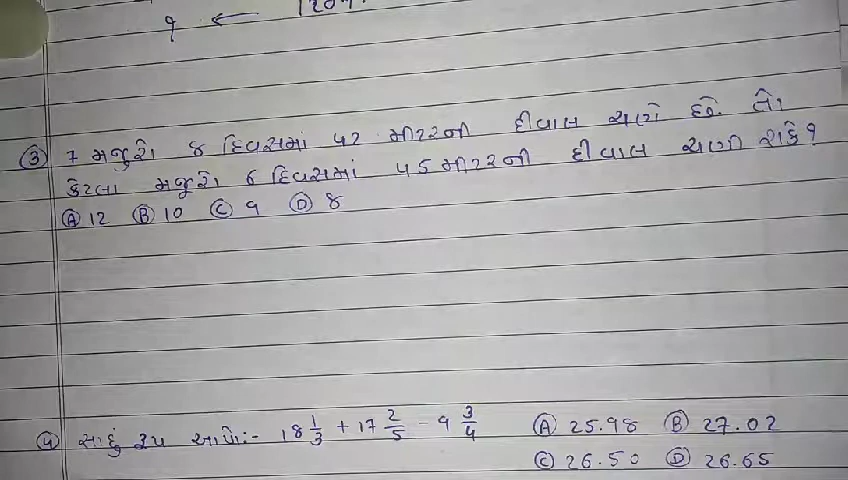 9 ←
③ 7 મજુરો 8 દિવસમાં 42 મીટરની દીવાલ ચણે છે. તો
કેટલા મજૂરો 6 દિવસમાં 45 મીટરની દીવાલ ચણી શકે ?
Ⓐ 12 Ⓑ 10 Ⓒ 9 Ⓓ 8
④ સાદું રૂપ આપો:- 18 1/3 + 17 2/5 - 9 3/4 Ⓐ 25.98 Ⓑ 27.02
Ⓒ 26.50 Ⓓ 26.65